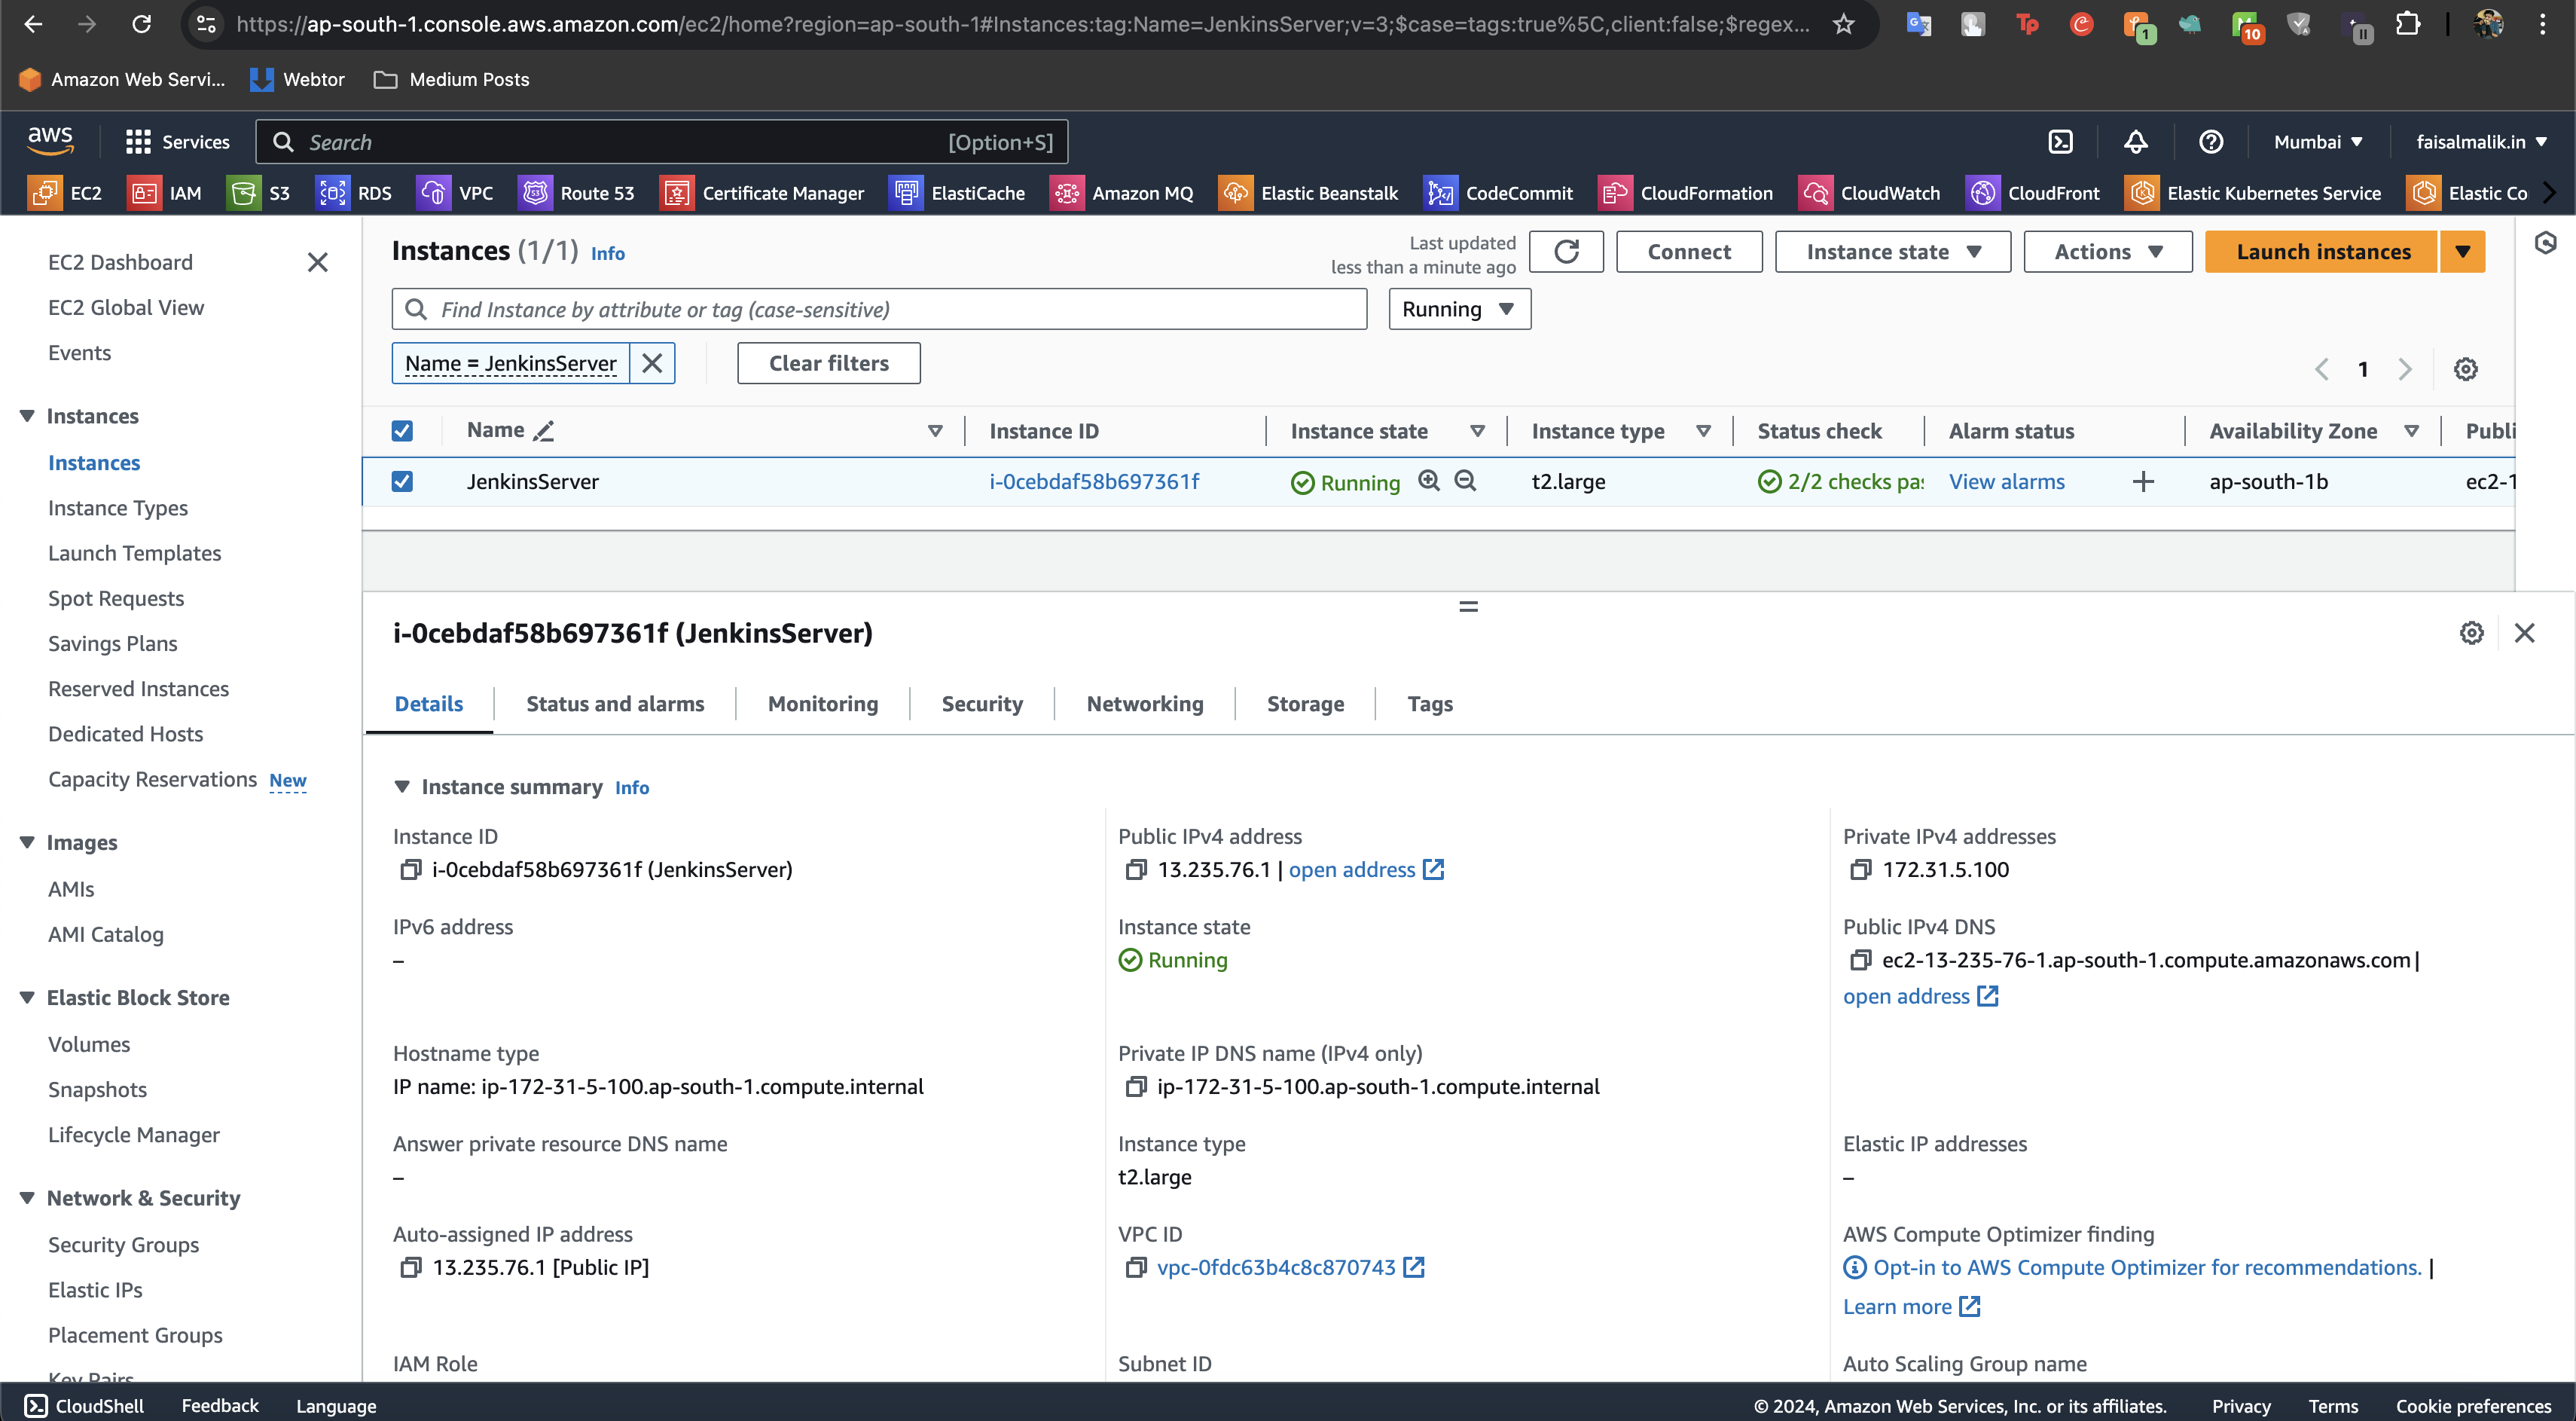 https://ap-south-1.console.aws.amazon.com/ec2/home?region=ap-south-1#Instances:tag:Name=JenkinsServer;v=3;$case=tags:true%5C,client:false;$regex...
1
10
Amazon Web Servi...
Webtor
Medium Posts
aws
Services
Search
[Option+S]
Mumbai
faisalmalik.in
EC2
IAM
S3
RDS
VPC
Route 53
Certificate Manager
ElastiCache
Amazon MQ
Elastic Beanstalk
CodeCommit
CloudFormation
CloudWatch
CloudFront
Elastic Kubernetes Service
Elastic Co
EC2 Dashboard
EC2 Global View
Events
Instances
Instances
Instance Types
Launch Templates
Spot Requests
Savings Plans
Reserved Instances
Dedicated Hosts
Capacity Reservations New
Images
AMIs
AMI Catalog
Elastic Block Store
Volumes
Snapshots
Lifecycle Manager
Network & Security
Security Groups
Elastic IPs
Placement Groups
Key Pairs
Instances (1/1) Info
Last updated
less than a minute ago
Connect
Instance state
Actions
Launch instances
Find Instance by attribute or tag (case-sensitive)
Running
Name = JenkinsServer
Clear filters
1
Name
Instance ID
Instance state
Instance type
Status check
Alarm status
Availability Zone
Publi
JenkinsServer
i-0cebdaf58b697361f
Running
t2.large
2/2 checks pas
View alarms
ap-south-1b
ec2-1
i-0cebdaf58b697361f (JenkinsServer)
Details
Status and alarms
Monitoring
Security
Networking
Storage
Tags
Instance summary Info
Instance ID
i-0cebdaf58b697361f (JenkinsServer)
Public IPv4 address
13.235.76.1 | open address
Private IPv4 addresses
172.31.5.100
IPv6 address
–
Instance state
Running
Public IPv4 DNS
ec2-13-235-76-1.ap-south-1.compute.amazonaws.com |
open address
Hostname type
IP name: ip-172-31-5-100.ap-south-1.compute.internal
Private IP DNS name (IPv4 only)
ip-172-31-5-100.ap-south-1.compute.internal
Answer private resource DNS name
–
Instance type
t2.large
Elastic IP addresses
–
Auto-assigned IP address
13.235.76.1 [Public IP]
VPC ID
vpc-0fdc63b4c8c870743
AWS Compute Optimizer finding
Opt-in to AWS Compute Optimizer for recommendations. |
Learn more
IAM Role
Subnet ID
Auto Scaling Group name
CloudShell
Feedback
Language
© 2024, Amazon Web Services, Inc. or its affiliates.
Privacy
Terms
Cookie preferences